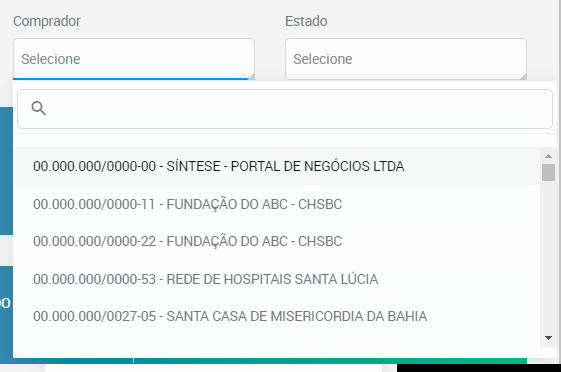 Comprador
Estado
Selecione
Selecione
00.000.000/0000-00 - SÍNTESE - PORTAL DE NEGÓCIOS LTDA
00.000.000/0000-11 - FUNDAÇÃO DO ABC - CHSBC
00.000.000/0000-22 - FUNDAÇÃO DO ABC - CHSBC
00.000.000/0000-53 - REDE DE HOSPITAIS SANTA LÚCIA
00.000.000/0027-05 - SANTA CASA DE MISERICORDIA DA BAHIA